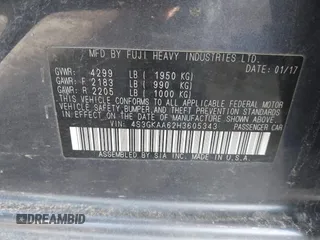 MFD. BY FUJI HEAVY INDUSTRIES LTD.
GVWR: 4299 LB ( 1950 KG) DATE: 01/17
GAWR: F 2183 LB ( 990 KG)
GAWR: R 2205 LB ( 1000 KG)
THIS VEHICLE CONFORMS TO ALL APPLICABLE FEDERAL MOTOR
VEHICLE SAFETY, BUMPER AND THEFT PREVENTION STANDARDS
IN EFFECT ON THE DATE OF MANUFACTURE SHOWN ABOVE.
VIN: 4S3GKAA62H3605343 PASSENGER CAR
ASSEMBLED BY SIA INC. MADE IN U.S.A.
DREAMBID